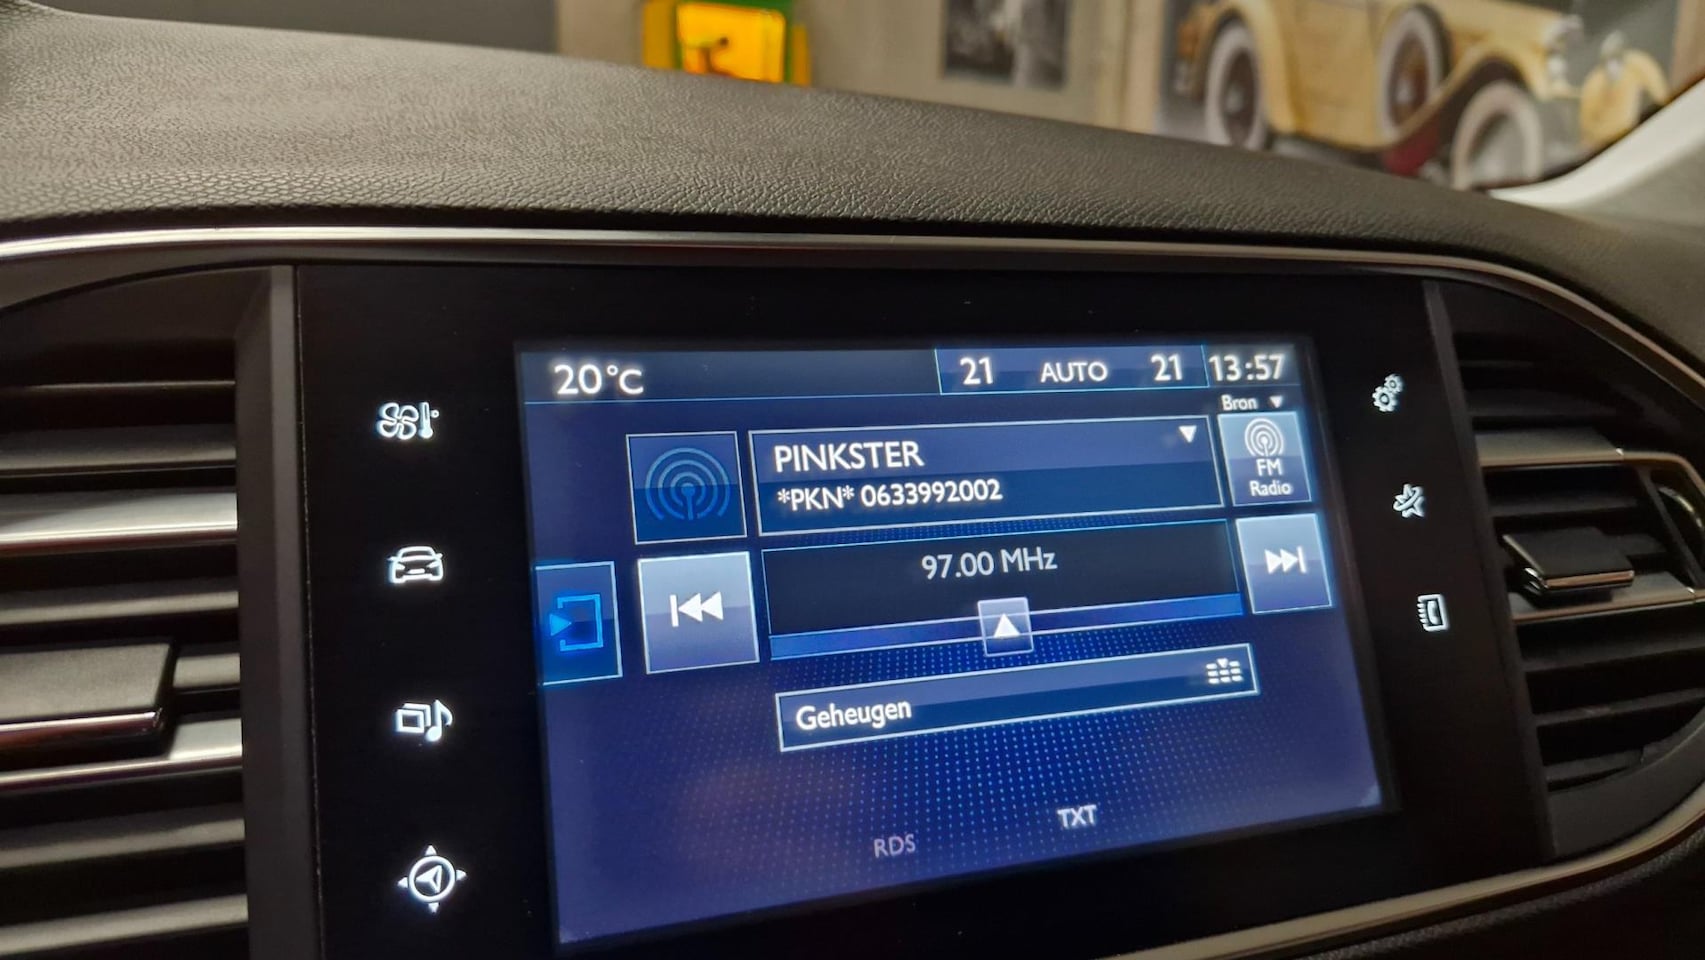 20°C
21 AUTO 21
13:57
Bron
PINKSTER
*PKN* 0633992002
FM
Radio
97.00 MHz
Geheugen
RDS
TXT